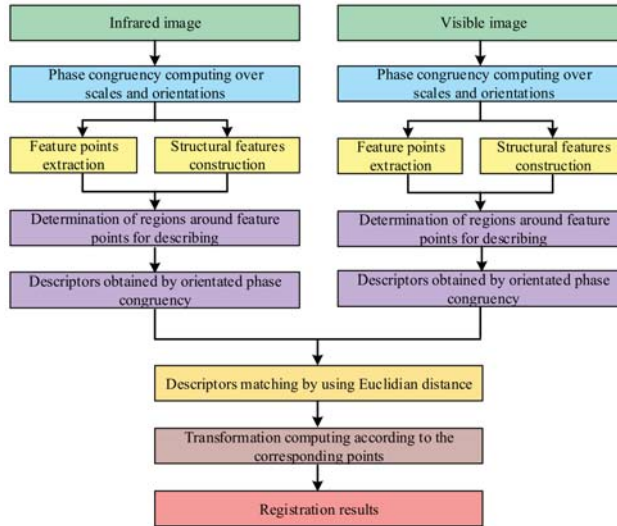 Infrared image
Visible image
Phase congruency computing over
scales and orientations
Phase congruency computing over
scales and orientations
Feature points
extraction
Structural features
construction
Feature points
extraction
Structural features
construction
Determination of regions around feature
points for describing
Determination of regions around feature
points for describing
Descriptors obtained by orientated phase
congruency
Descriptors obtained by orientated phase
congruency
Descriptors matching by using Euclidian distance
Transformation computing according to the
corresponding points
Registration results